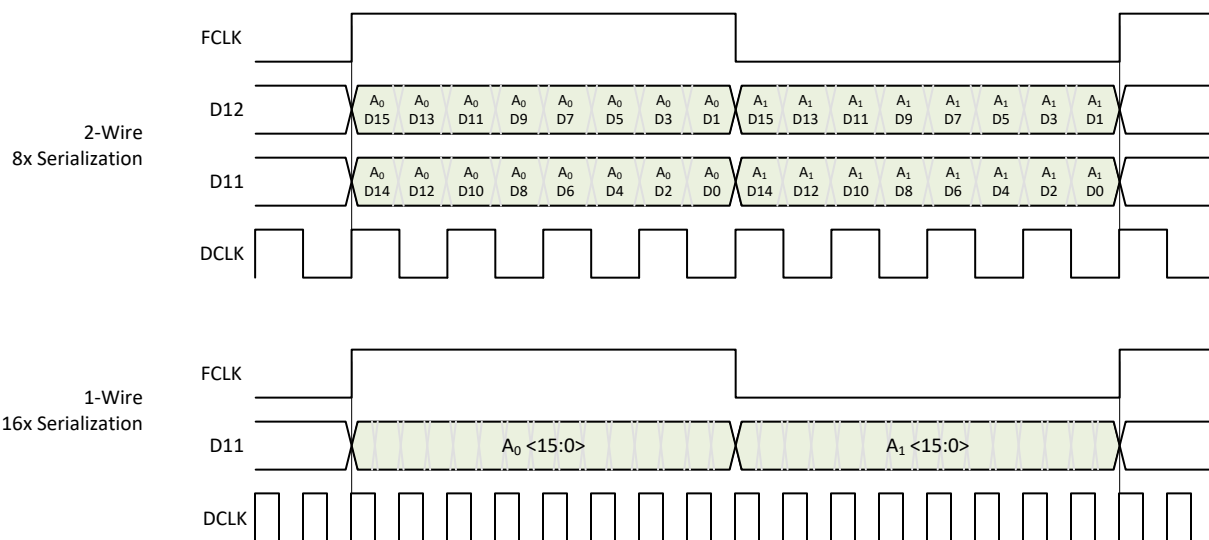 FCLK
2-Wire
8x Serialization
D12
A₀ A₀ A₀ A₀ A₀ A₀ A₀ A₀ A₁ A₁ A₁ A₁ A₁ A₁ A₁ A₁
D15 D13 D11 D9 D7 D5 D3 D1 D15 D13 D11 D9 D7 D5 D3 D1
D11
A₀ A₀ A₀ A₀ A₀ A₀ A₀ A₀ A₁ A₁ A₁ A₁ A₁ A₁ A₁ A₁
D14 D12 D10 D8 D6 D4 D2 D0 D14 D12 D10 D8 D6 D4 D2 D0
DCLK
FCLK
1-Wire
16x Serialization
D11
A₀ <15:0> A₁ <15:0>
DCLK